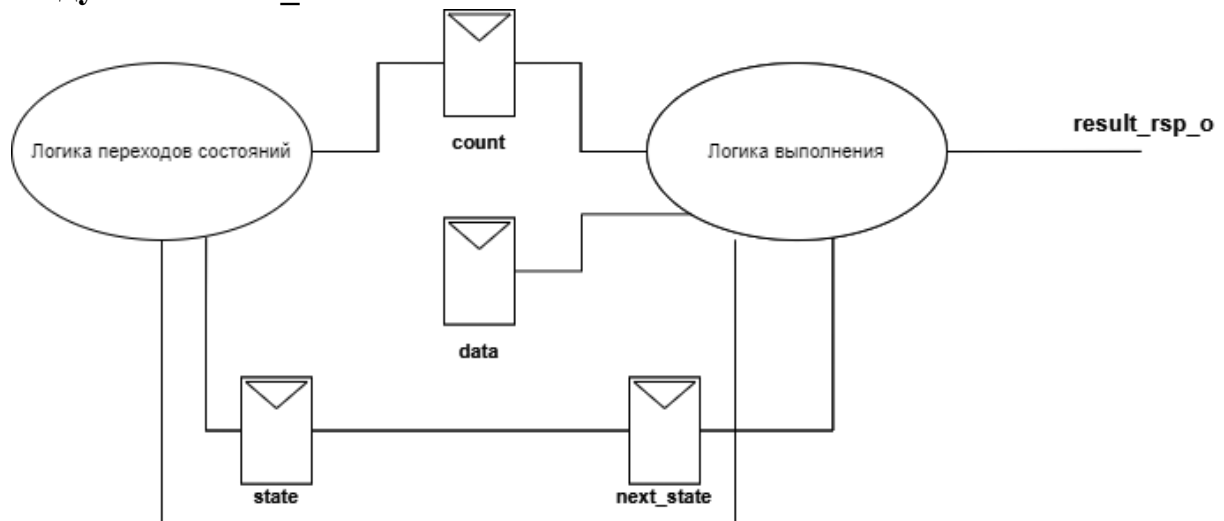 count
Логика переходов состояний
Логика выполнения
result_rsp_o
data
state
next_state